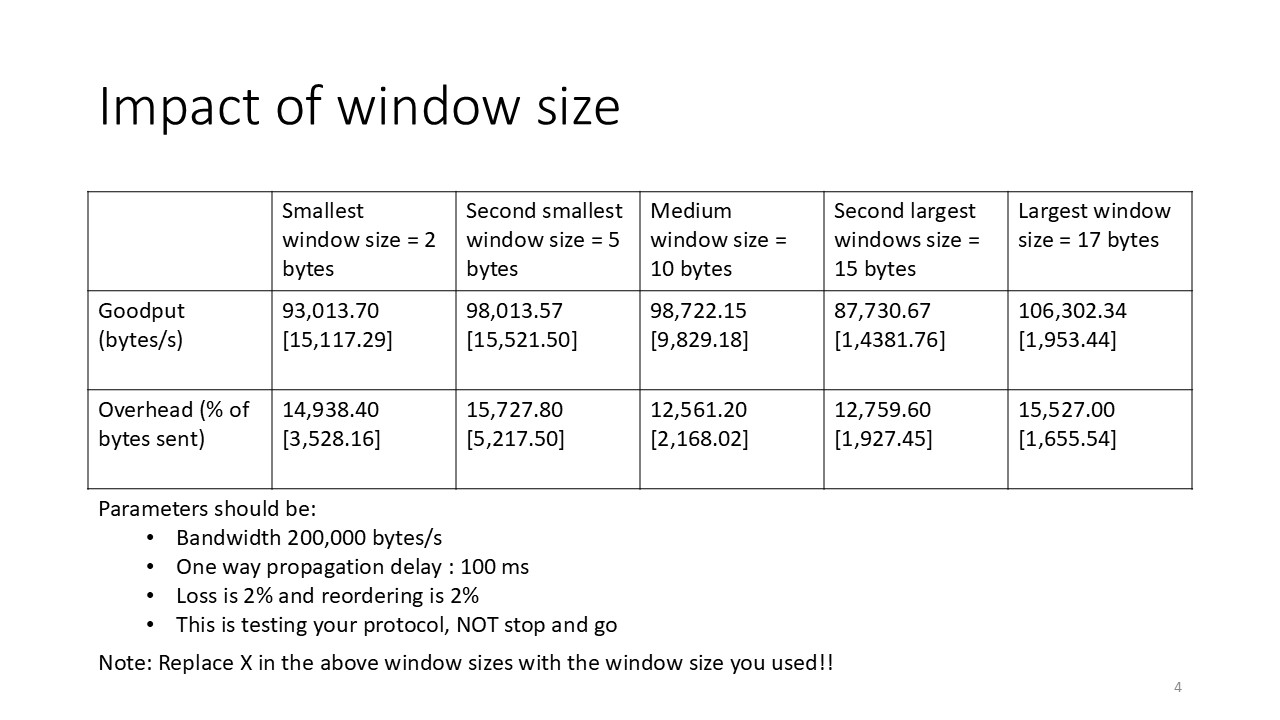 Impact of window size
Smallest window size = 2 bytes
Second smallest window size = 5 bytes
Medium window size = 10 bytes
Second largest windows size = 15 bytes
Largest window size = 17 bytes
Goodput (bytes/s)
93,013.70 [15,117.29]
98,013.57 [15,521.50]
98,722.15 [9,829.18]
87,730.67 [1,4381.76]
106,302.34 [1,953.44]
Overhead (% of bytes sent)
14,938.40 [3,528.16]
15,727.80 [5,217.50]
12,561.20 [2,168.02]
12,759.60 [1,927.45]
15,527.00 [1,655.54]
Parameters should be:
• Bandwidth 200,000 bytes/s
• One way propagation delay : 100 ms
• Loss is 2% and reordering is 2%
• This is testing your protocol, NOT stop and go
Note: Replace X in the above window sizes with the window size you used!!
4